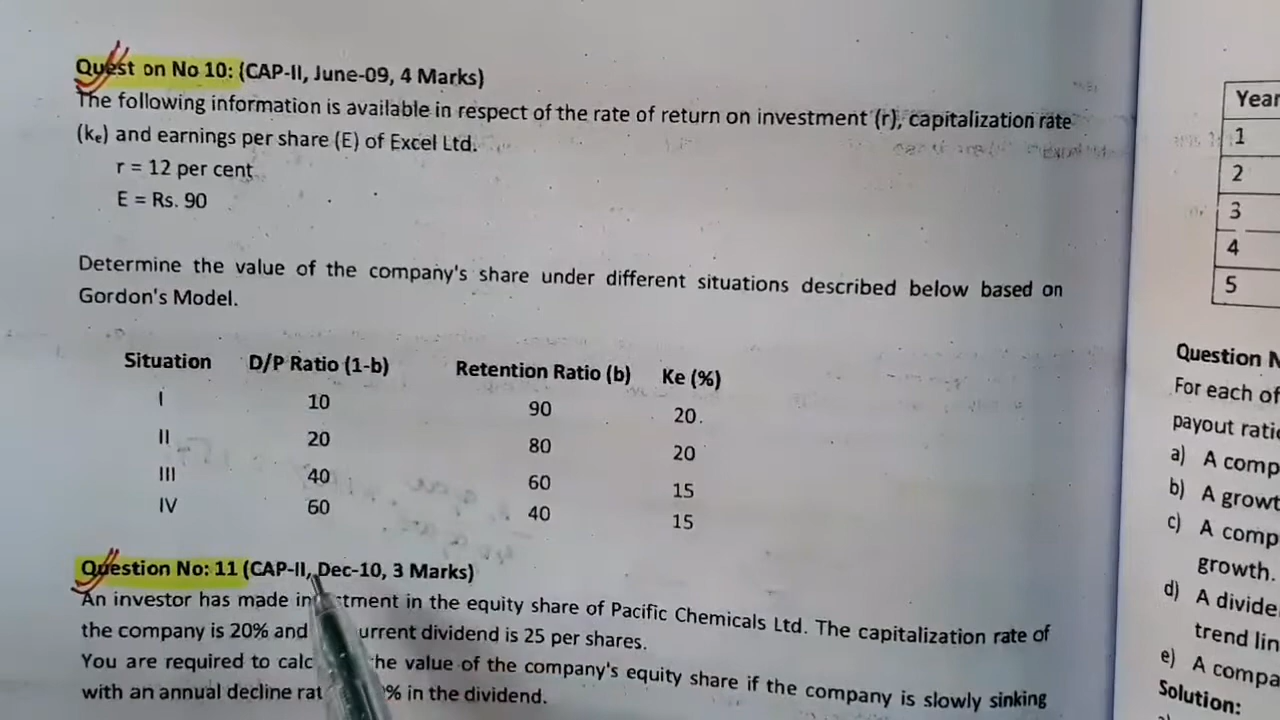 Quest on No 10: (CAP-II, June-09, 4 Marks)
The following information is available in respect of the rate of return on investment (r), capitalization rate
(ke) and earnings per share (E) of Excel Ltd.
r = 12 per cent
E = Rs. 90
Determine the value of the company's share under different situations described below based on
Gordon's Model.
Situation D/P Ratio (1-b) Retention Ratio (b) Ke (%)
I 10 90 20.
II 20 80 20
III 40 60 15
IV 60 40 15
Question No: 11 (CAP-II, Dec-10, 3 Marks)
An investor has made in tment in the equity share of Pacific Chemicals Ltd. The capitalization rate of
the company is 20% and urrent dividend is 25 per shares.
You are required to calc he value of the company's equity share if the company is slowly sinking
with an annual decline rat % in the dividend.
Year
1
2
3
4
5
Question N
For each of
payout ratio
a) A comp
b) A growt
c) A comp
growth.
d) A divide
trend lin
e) A compa
Solution: